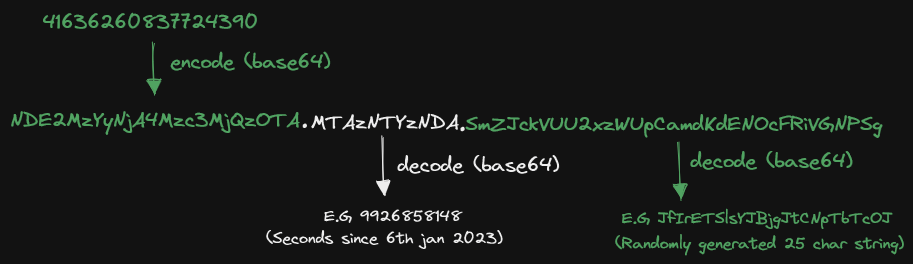 41636260837724390
encode (base64)
NDE2MzYyNjA4Mzc3MjQzOTA.MTAzNTYzNDA.SmZJckVUU2xzWUpCamdKdENOcFRiVGNPSg
decode (base64)
decode (base64)
E.G, 9926858148
(Seconds since 6th jan 2023)
E.G, JfIrETSlsYJBjgJtCNpTbTcOJ
(Randomly generated 25 char string)